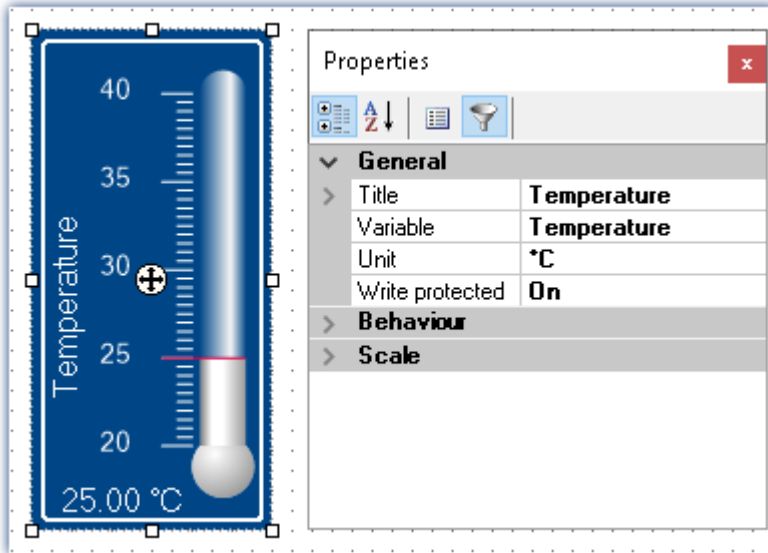 40
35
30
25
20
Temperature
25.00 °C
Properties
x
A
Z
General
Title Temperature
Variable Temperature
Unit °C
Write protected On
Behaviour
Scale